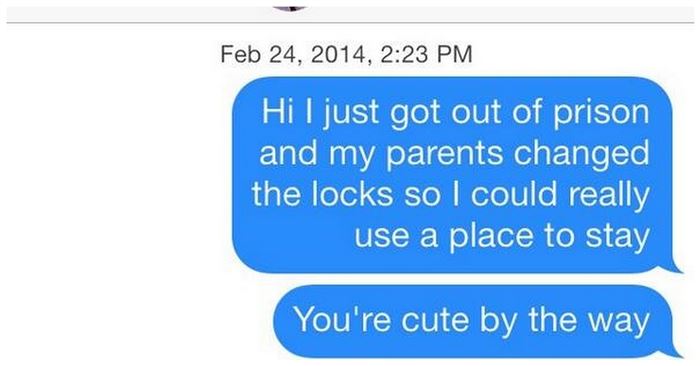 Feb 24, 2014, 2:23 PM
Hi I just got out of prison
and my parents changed
the locks so I could really
use a place to stay
You're cute by the way